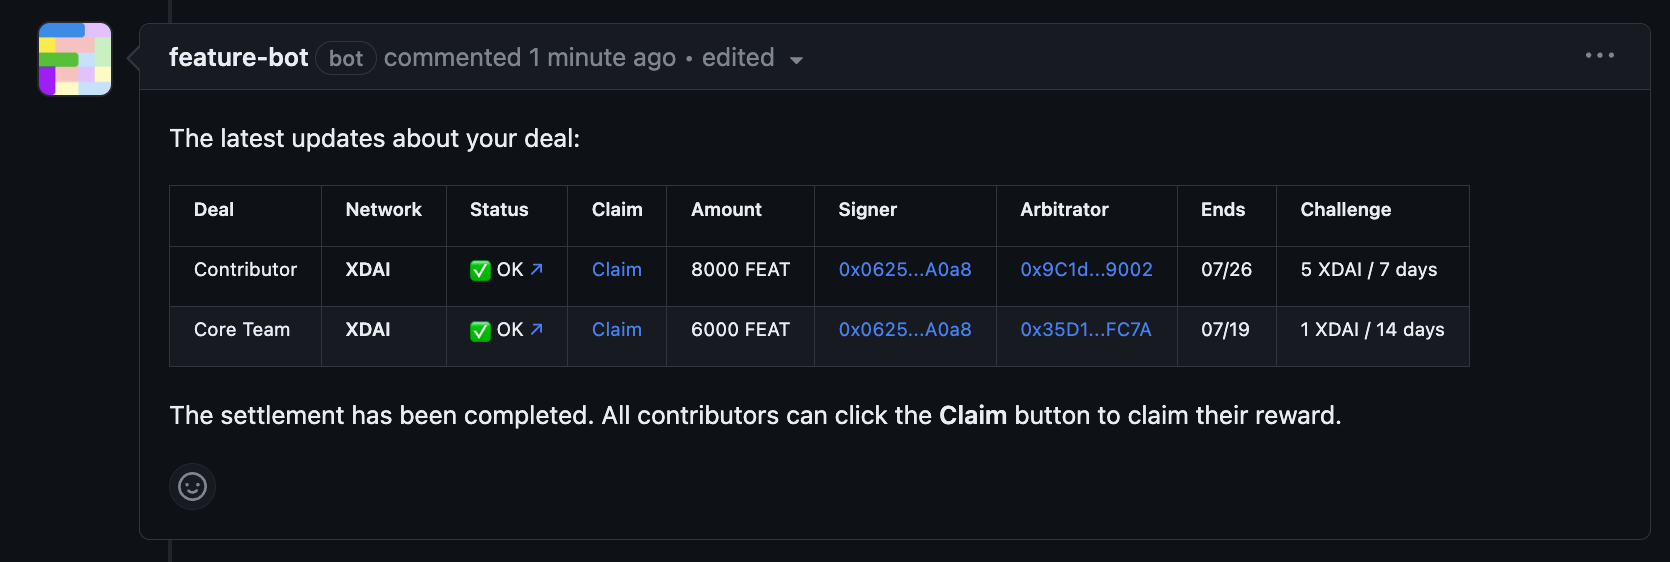 feature-bot bot commented 1 minute ago • edited
The latest updates about your deal:
Deal Network Status Claim Amount Signer Arbitrator Ends Challenge
Contributor XDAI ✅ OK ↗ Claim 8000 FEAT 0x0625...A0a8 0x9C1d...9002 07/26 5 XDAI / 7 days
Core Team XDAI ✅ OK ↗ Claim 6000 FEAT 0x0625...A0a8 0x35D1...FC7A 07/19 1 XDAI / 14 days
The settlement has been completed. All contributors can click the Claim button to claim their reward.